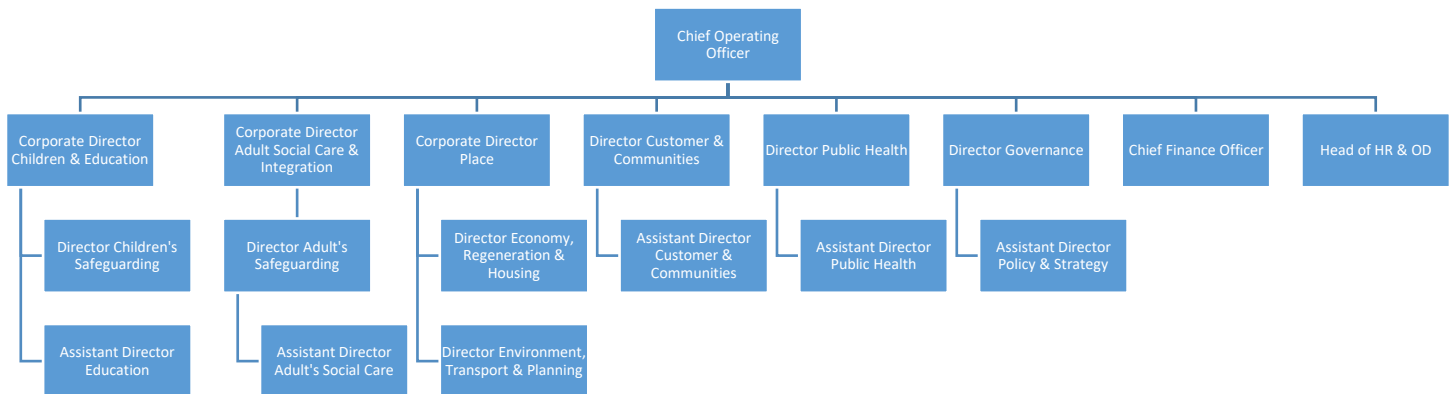 Chief Operating
Officer
Corporate Director
Children & Education
Corporate Director
Adult Social Care &
Integration
Corporate Director
Place
Director Customer &
Communities
Director Public Health
Director Governance
Chief Finance Officer
Head of HR & OD
Director Children's
Safeguarding
Director Adult's
Safeguarding
Director Economy,
Regeneration &
Housing
Assistant Director
Customer &
Communities
Assistant Director
Public Health
Assistant Director
Policy & Strategy
Assistant Director
Education
Assistant Director
Adult's Social Care
Director Environment,
Transport & Planning